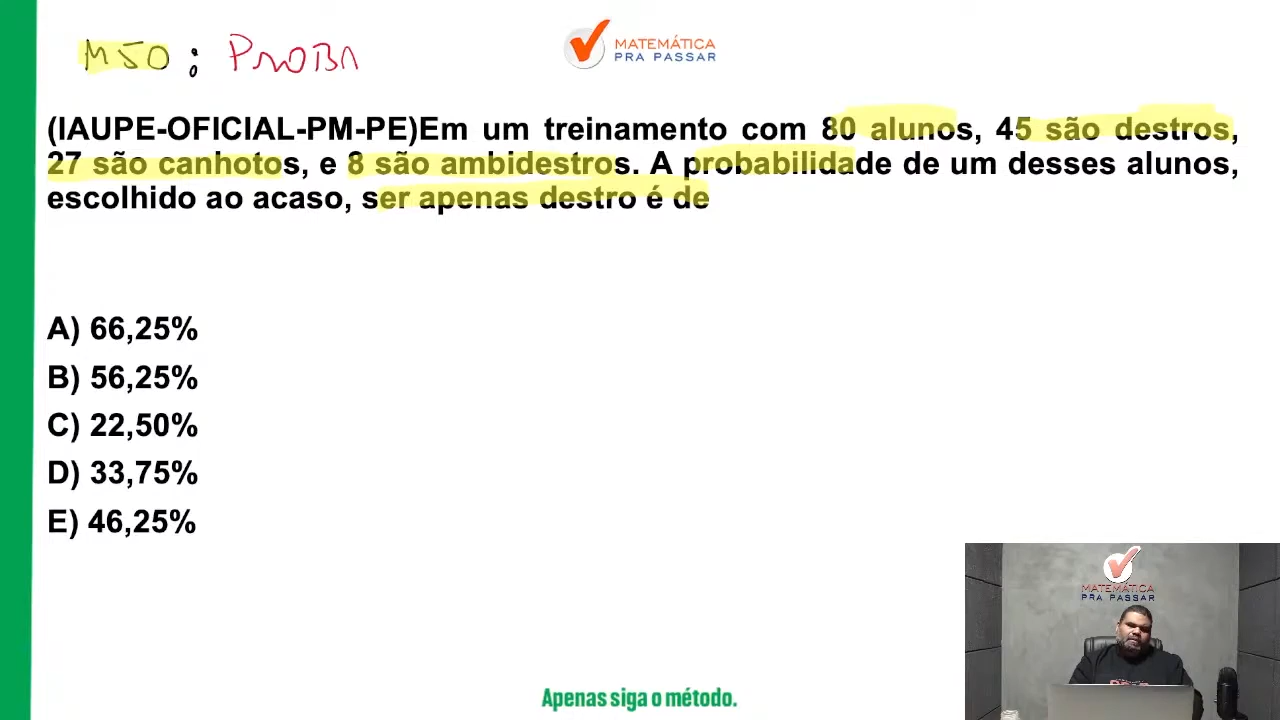 M50 : PROBA
MATEMÁTICA
PRA PASSAR
(IAUPE-OFICIAL-PM-PE)Em um treinamento com 80 alunos, 45 são destros,
27 são canhotos, e 8 são ambidestros. A probabilidade de um desses alunos,
escolhido ao acaso, ser apenas destro é de
A) 66,25%
B) 56,25%
C) 22,50%
D) 33,75%
E) 46,25%
MATEMÁTICA
PRA PASSAR
Apenas siga o método.